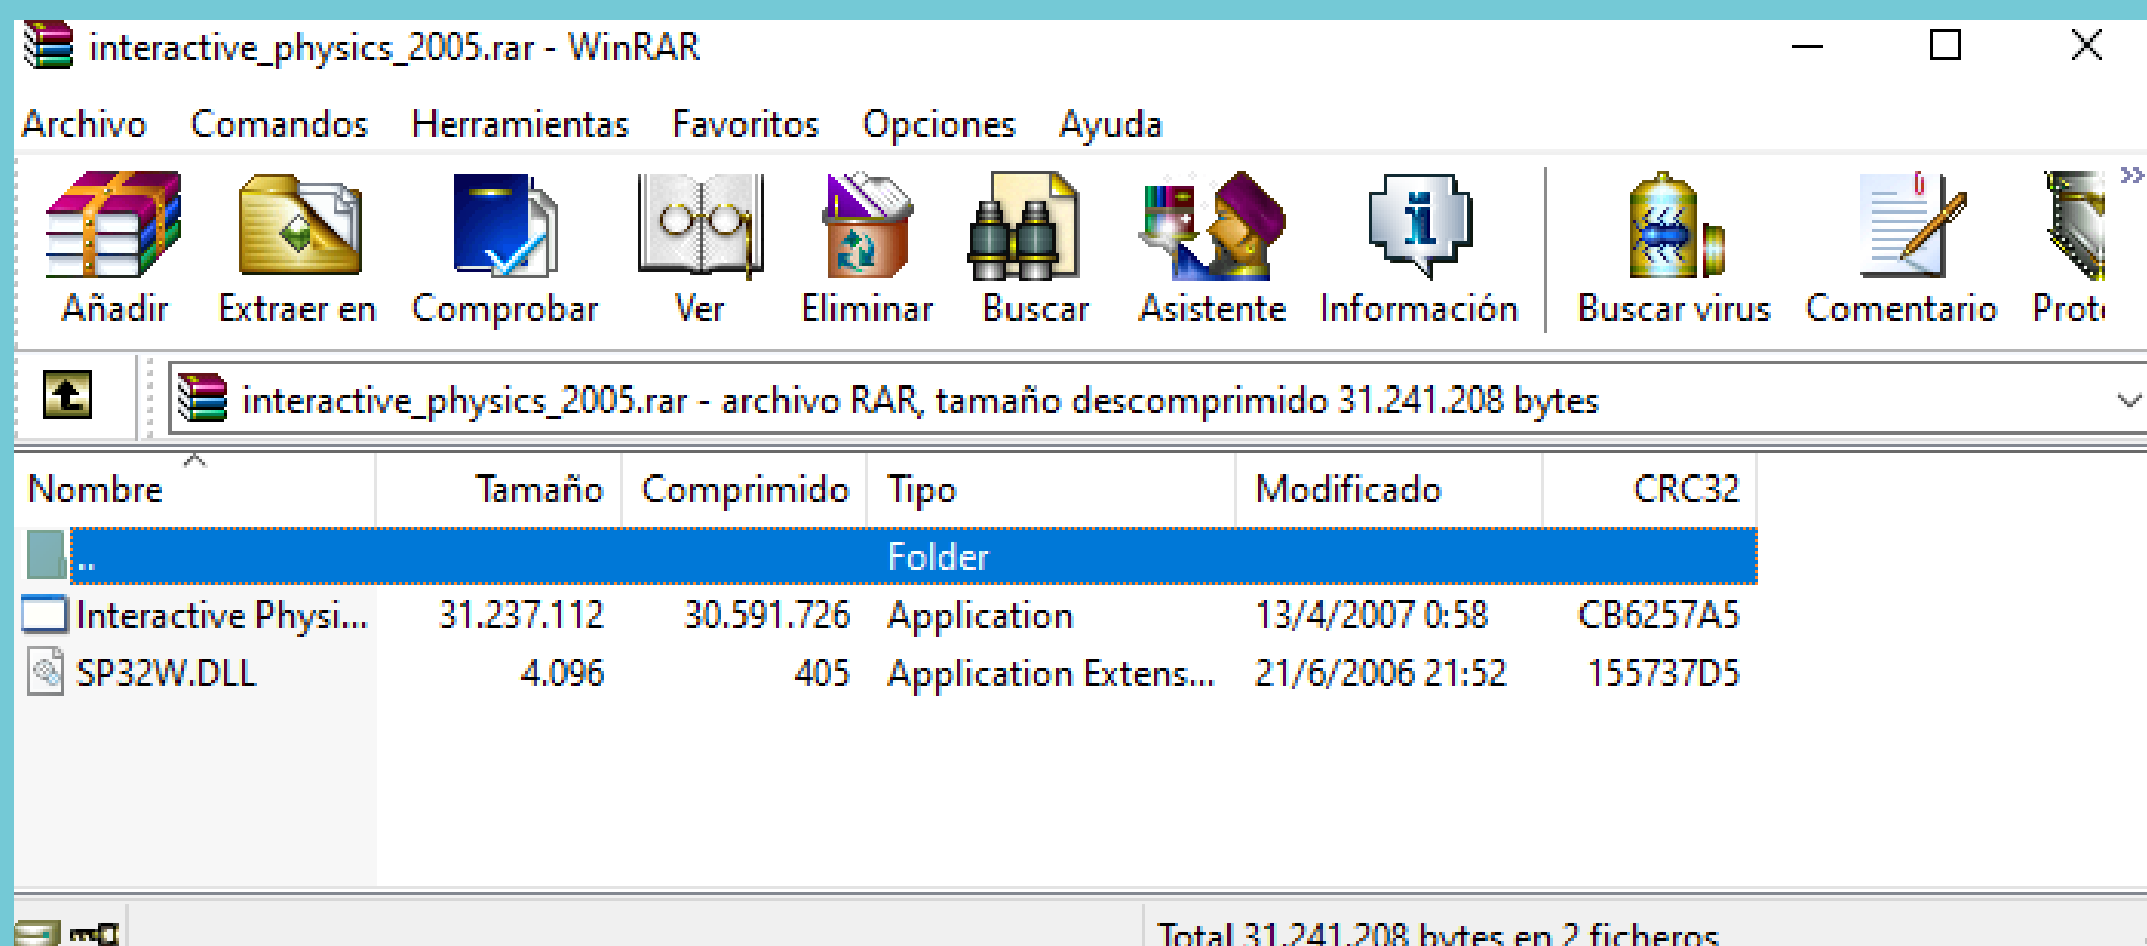 interactive_physics_2005.rar - WinRAR
Archivo Comandos Herramientas Favoritos Opciones Ayuda
Añadir Extraer en Comprobar Ver Eliminar Buscar Asistente Información Buscar virus Comentario Prot
interactive_physics_2005.rar - archivo RAR, tamaño descomprimido 31.241.208 bytes
Nombre Tamaño Comprimido Tipo Modificado CRC32
.. Folder
Interactive Physi... 31.237.112 30.591.726 Application 13/4/2007 0:58 CB6257A5
SP32W.DLL 4.096 405 Application Extens... 21/6/2006 21:52 155737D5
Total 31.241.208 bytes en 2 ficheros